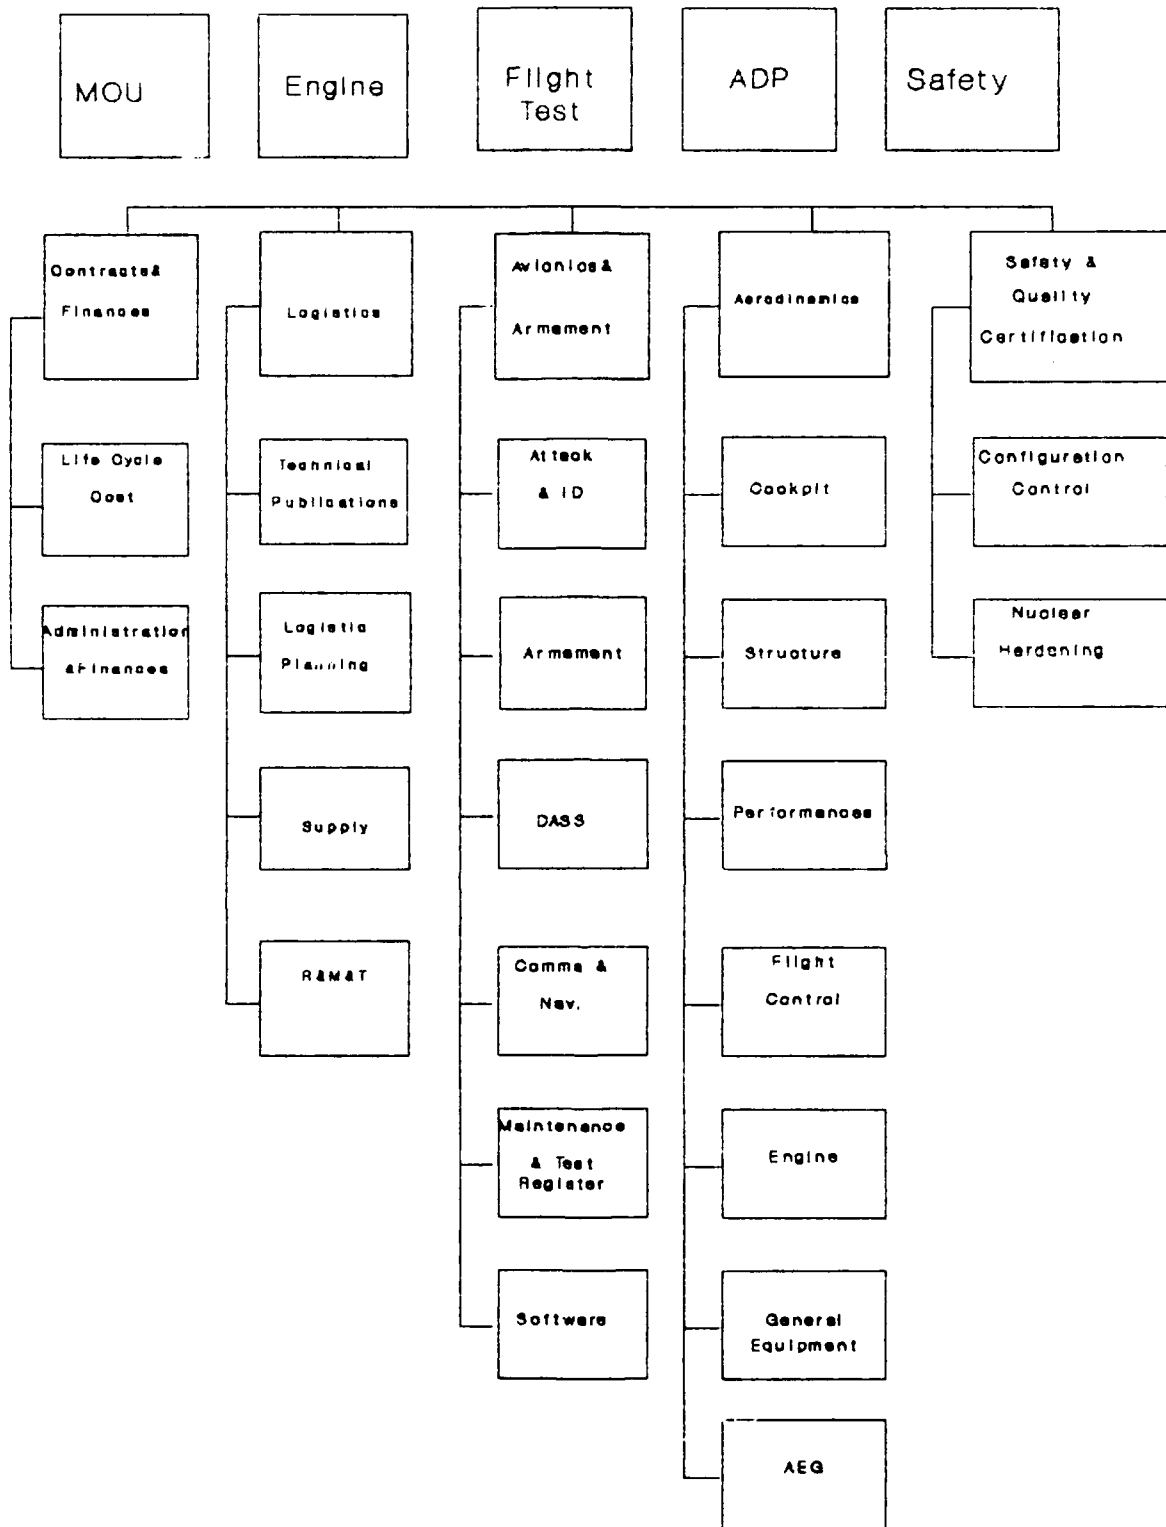 MOU
Engine
Flight
Test
ADP
Safety
Contracts&
Finances
Logistics
Avionics&
Armament
Aerodinamics
Safety &
Quality
Certification
Life Cycle
Cost
Technical
Publications
Attack
& ID
Cockpit
Configuration
Control
Administration
&Finances
Logistic
Planning
Armament
Structure
Nuclear
Herdening
Supply
DASS
Performances
R&M&T
Comms &
Nav.
Flight
Control
Maintenance
& Test
Register
Engine
Software
General
Equipment
AEG